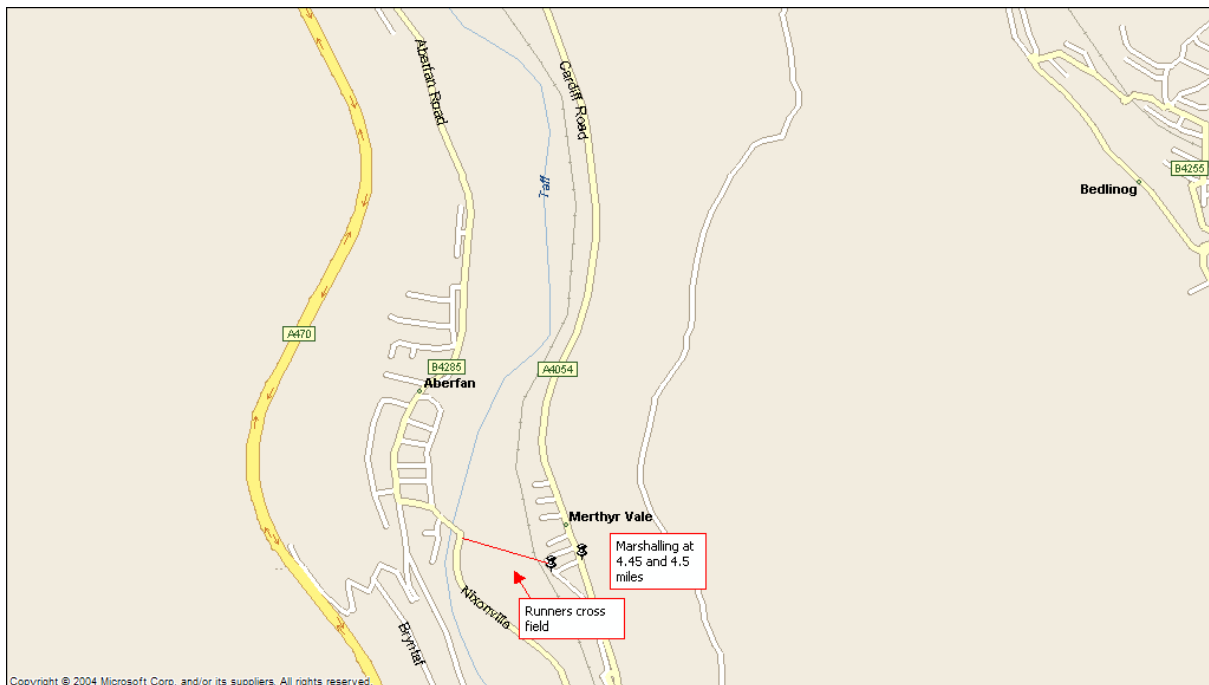 Aberfan Road
Cardiff Road
Taff
Bedlinog
B4255
A470
B4285
Aberfan
A4054
Merthyr Vale
Marshalling at
4.45 and 4.5
miles
Runners cross
field
Nixonville
Bryntaf
Copyright © 2004 Microsoft Corp. and/or its suppliers. All rights reserved.